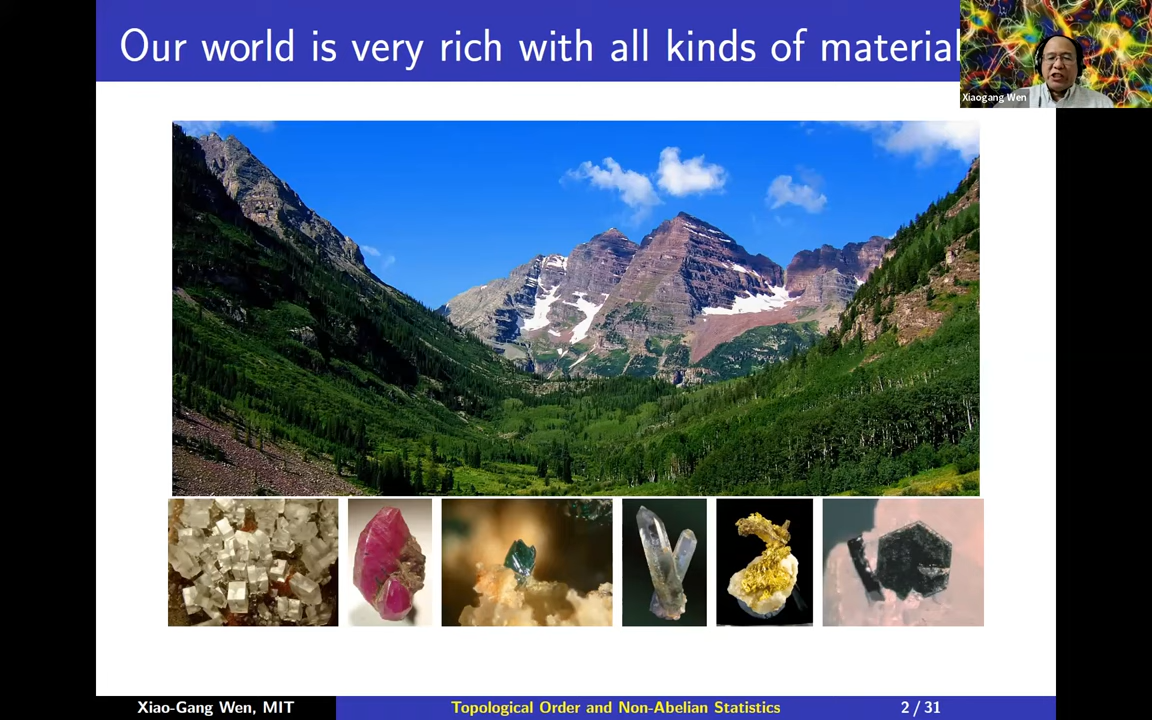 Our world is very rich with all kinds of material
Xiaogang Wen
Xiao-Gang Wen, MIT
Topological Order and Non-Abelian Statistics
2 / 31